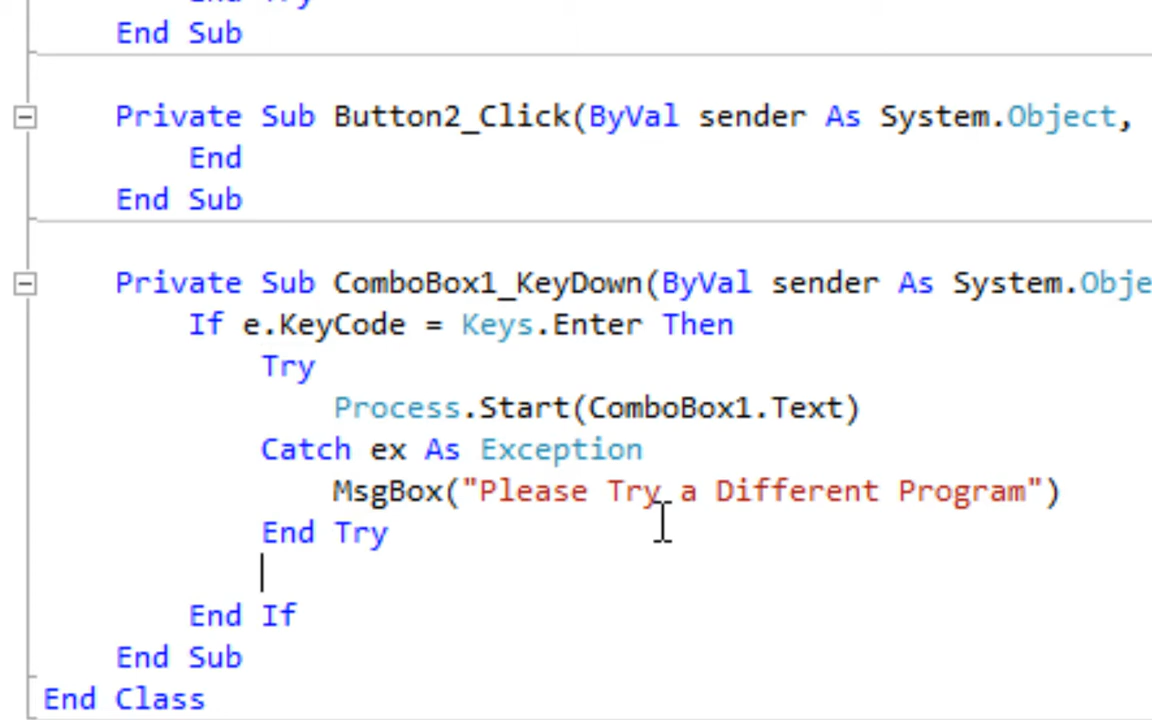 End Try
End Sub
Private Sub Button2_Click(ByVal sender As System.Object,
End
End Sub
Private Sub ComboBox1_KeyDown(ByVal sender As System.Obje
If e.KeyCode = Keys.Enter Then
Try
Process.Start(ComboBox1.Text)
Catch ex As Exception
MsgBox("Please Try a Different Program")
End Try
End If
End Sub
End Class